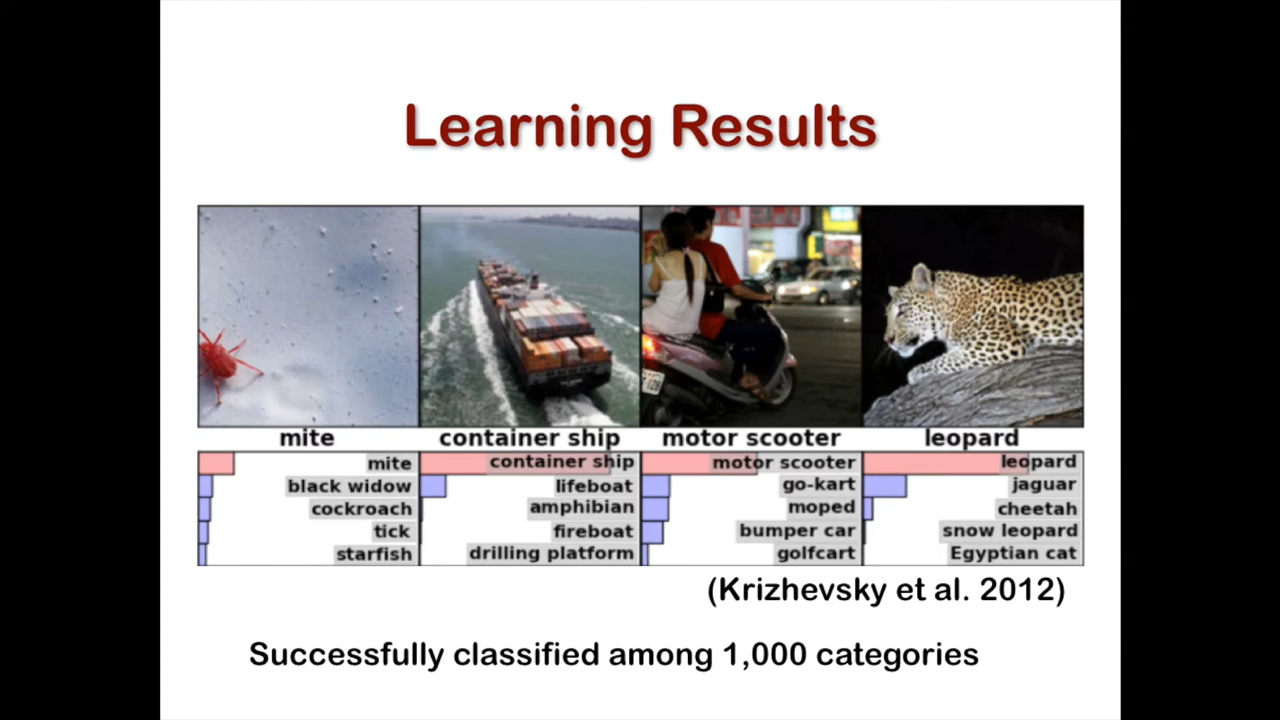 Learning Results
mite
container ship
motor scooter
leopard
mite
black widow
cockroach
tick
starfish
container ship
lifeboat
amphibian
fireboat
drilling platform
motor scooter
go-kart
moped
bumper car
golfcart
leopard
jaguar
cheetah
snow leopard
Egyptian cat
(Krizhevsky et al. 2012)
Successfully classified among 1,000 categories